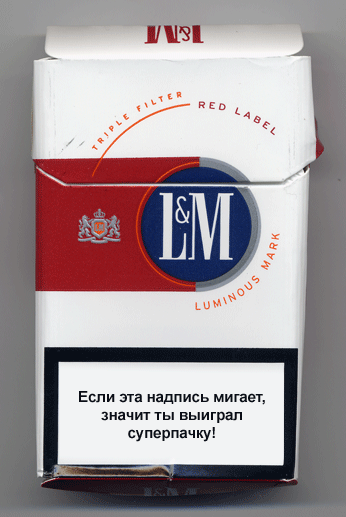 L&M
TRIPLE FILTER RED LABEL
L&M
LUMINOUS MARK
Если эта надпись мигает,
значит ты выиграл
суперпачку!